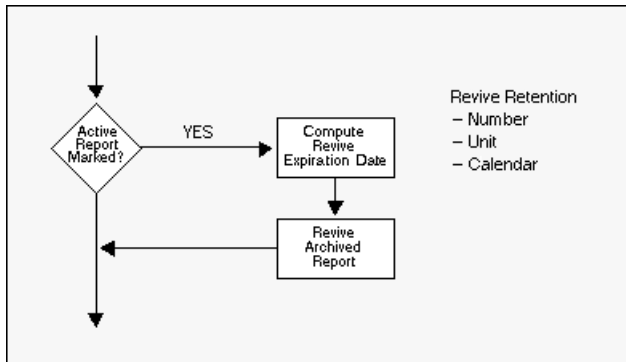 Active
Report
Marked?
YES
Compute
Revive
Expiration Date
Revive
Archived
Report
Revive Retention
– Number
– Unit
– Calendar